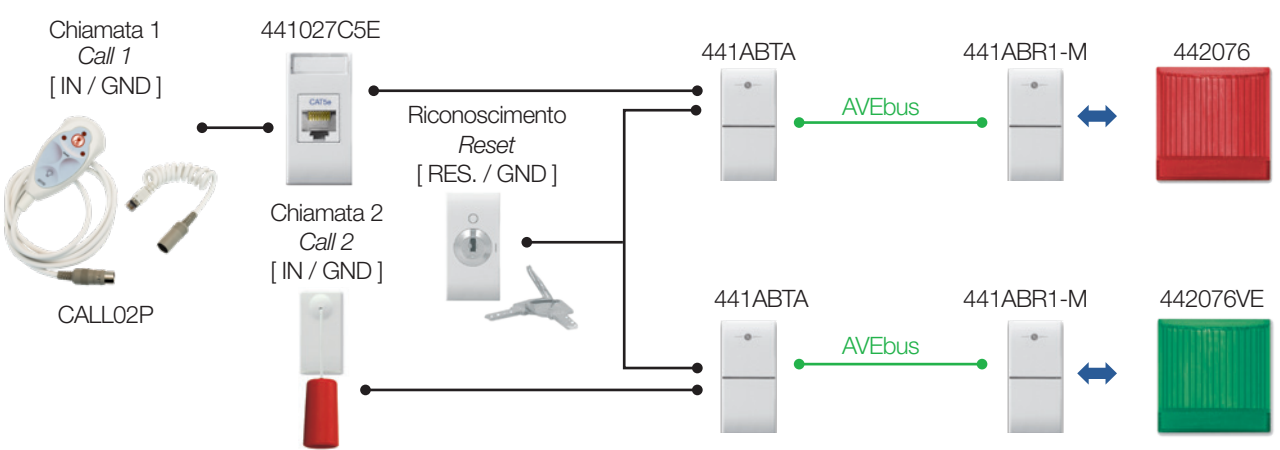 Chiamata 1
Call 1
[ IN / GND ]
CALL02P
441027C5E
CAT5e
Chiamata 2
Call 2
[ IN / GND ]
Riconoscimento
Reset
[ RES. / GND ]
441ABTA
AVEbus
441ABR1-M
442076
441ABTA
AVEbus
441ABR1-M
442076VE